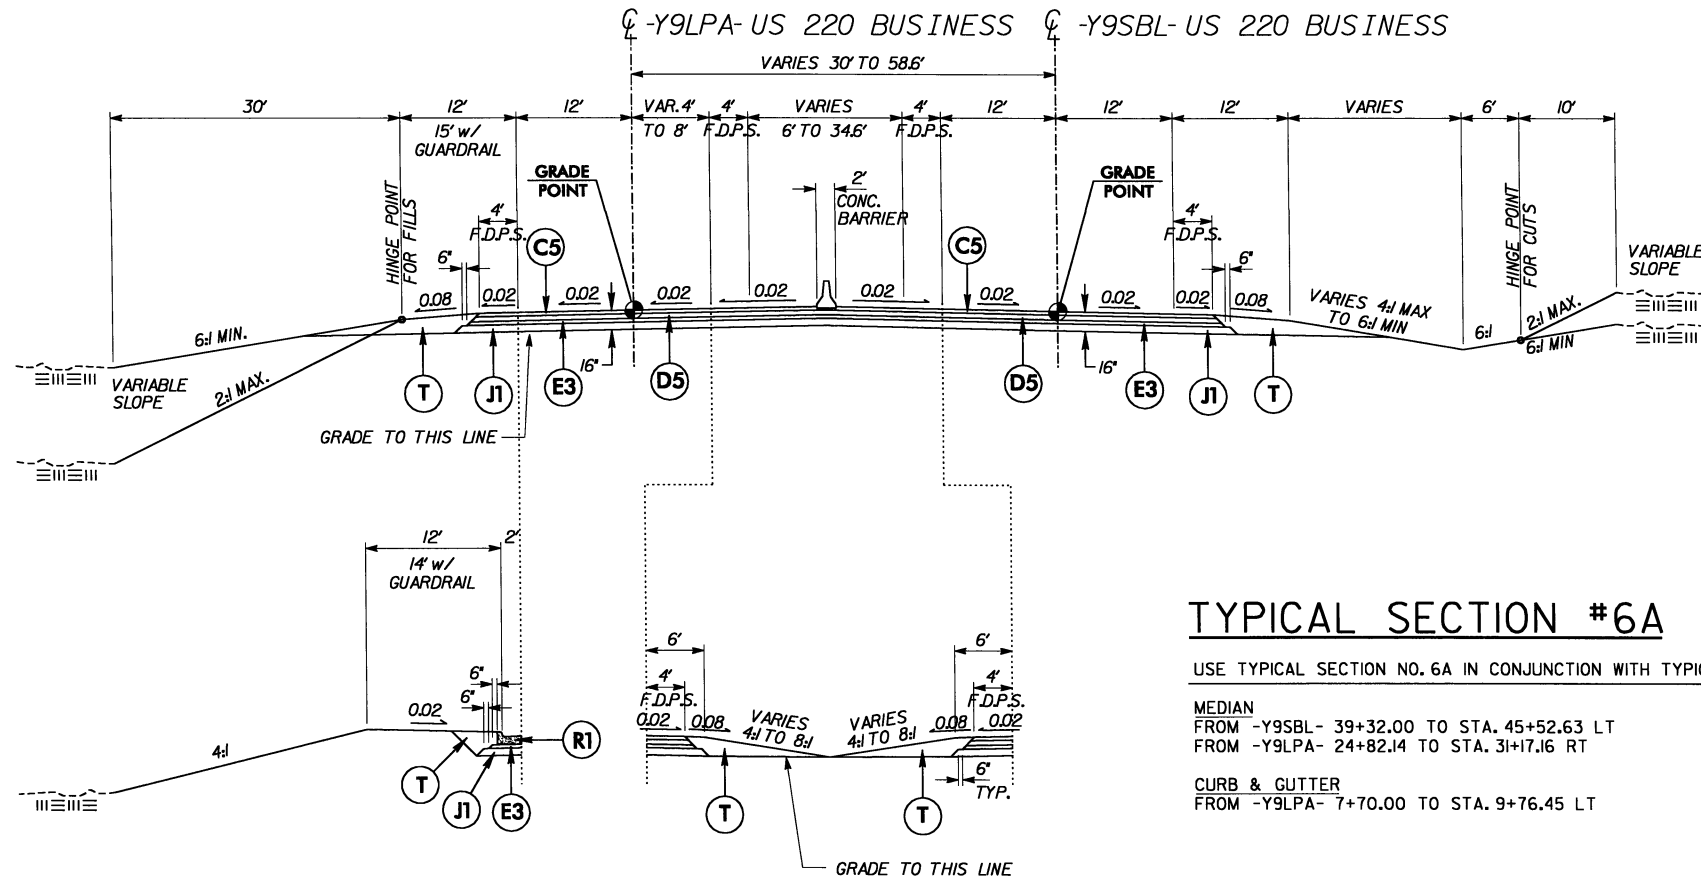 ℄ -Y9LPA- US 220 BUSINESS ℄ -Y9SBL- US 220 BUSINESS
VARIES 30' TO 58.6'
30' 12' 12' VAR. 4' 4' VARIES 4' 12' 12' 12' VARIES 6' 10'
15' w/ TO 8' F.D.P.S. 6' TO 34.6' F.D.P.S.
GUARDRAIL
GRADE
POINT
2'
CONC.
BARRIER
GRADE
POINT
HINGE POINT
FOR FILLS
4'
F.D.P.S.
C5
C5
4'
F.D.P.S.
HINGE POINT
FOR CUTS
6"
6"
VARIABLE
SLOPE
0.08 0.02 0.02 0.02 0.02 0.02 0.02 0.02 0.02 0.08
VARIES 4:1 MAX
TO 6:1 MIN
6:1
2:1 MAX.
6:1 MIN
6:1 MIN.
2:1 MAX.
VARIABLE
SLOPE
16"
16"
T J1 E3 D5 D5 E3 J1 T
GRADE TO THIS LINE
12' 2'
14' w/
GUARDRAIL
6"
6"
0.02
4:1
R1
T
J1 E3
6' 6'
4' 4'
F.D.P.S. F.D.P.S.
0.02 0.08 VARIES VARIES 0.08 0.02
4:1 TO 8:1 4:1 TO 8:1
6"
TYP.
T T
GRADE TO THIS LINE
TYPICAL SECTION #6A
USE TYPICAL SECTION NO. 6A IN CONJUNCTION WITH
MEDIAN
FROM -Y9SBL- 39+32.00 TO STA. 45+52.63 LT
FROM -Y9LPA- 24+82.14 TO STA. 31+17.16 RT
CURB & GUTTER
FROM -Y9LPA- 7+70.00 TO STA. 9+76.45 LT